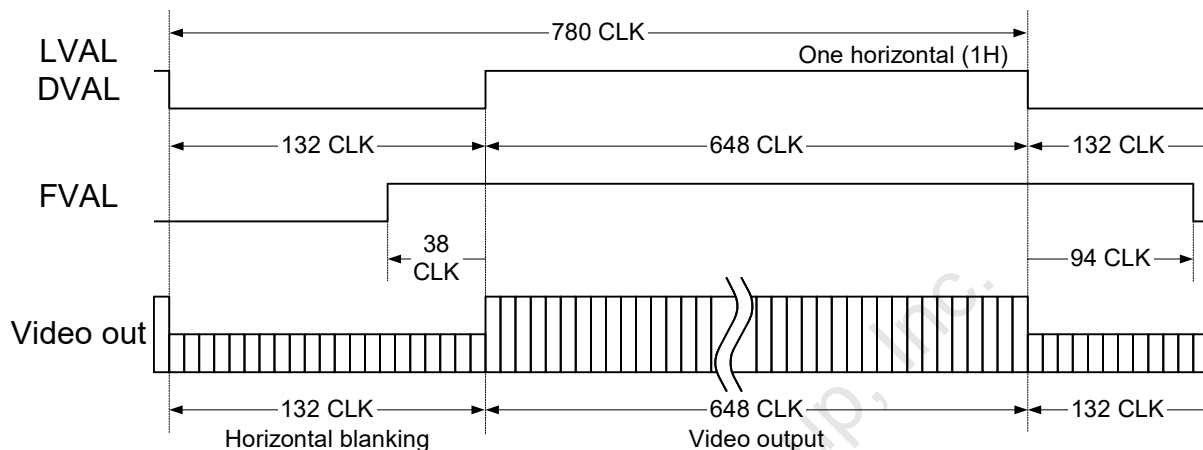 780 CLK
LVAL
DVAL
One horizontal (1H)
132 CLK
648 CLK
132 CLK
FVAL
38
CLK
94 CLK
Video out
132 CLK
648 CLK
132 CLK
Horizontal blanking
Video output
Inc.